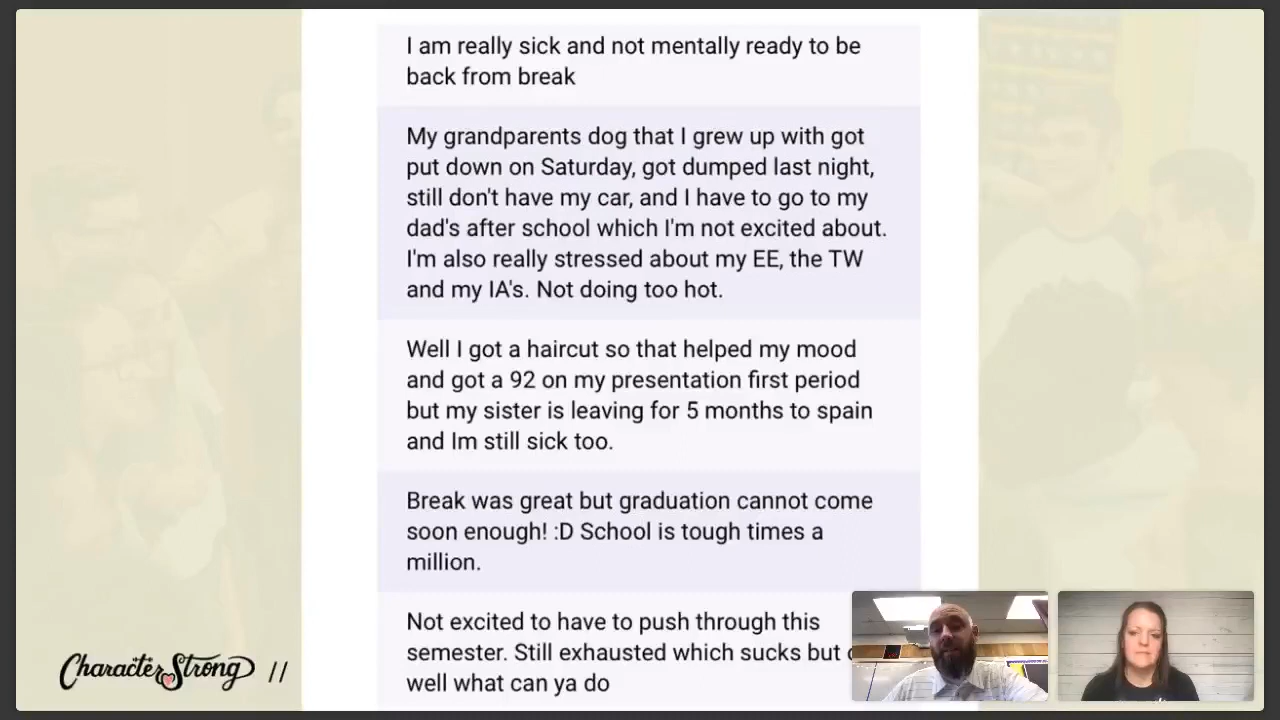 I am really sick and not mentally ready to be
back from break
My grandparents dog that I grew up with got
put down on Saturday, got dumped last night,
still don't have my car, and I have to go to my
dad's after school which I'm not excited about.
I'm also really stressed about my EE, the TW
and my IA's. Not doing too hot.
Well I got a haircut so that helped my mood
and got a 92 on my presentation first period
but my sister is leaving for 5 months to spain
and Im still sick too.
Break was great but graduation cannot come
soon enough! :D School is tough times a
million.
Not excited to have to push through this
semester. Still exhausted which sucks but
well what can ya do
CharacterStrong //